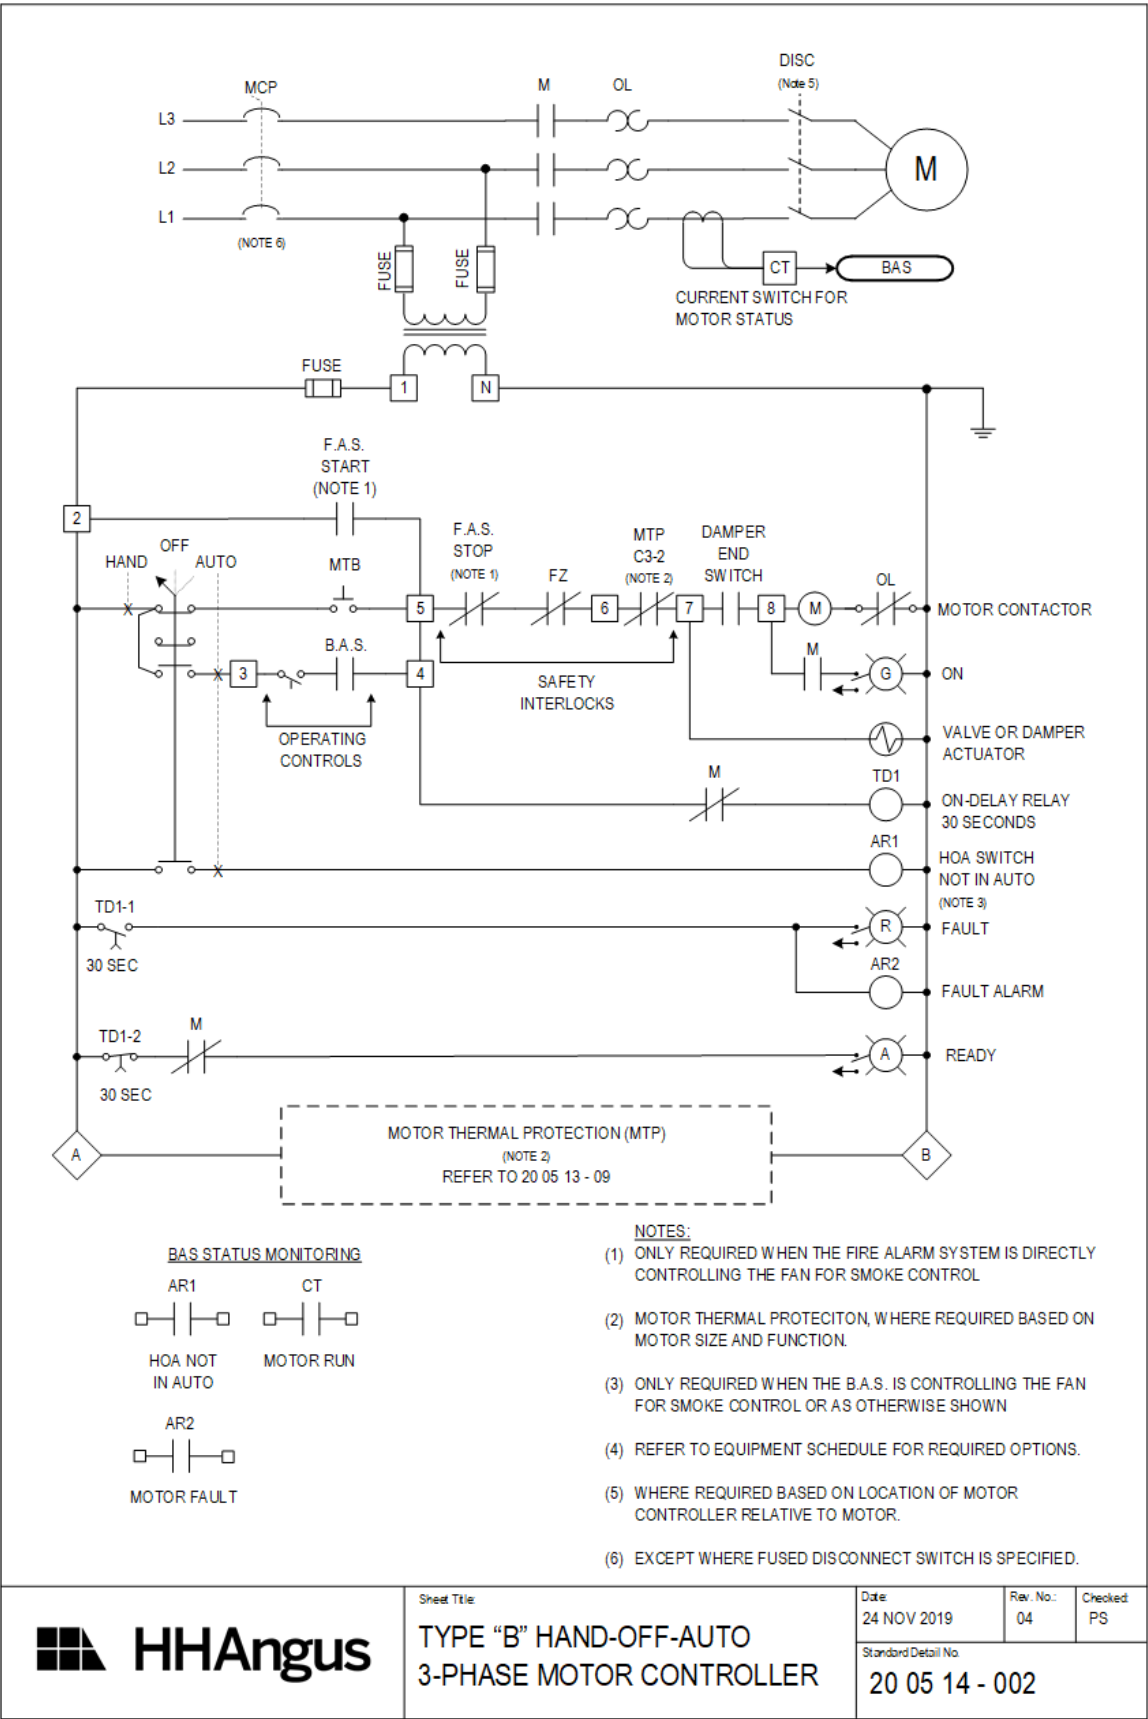 DISC
(Note 5)
MCP
M
OL
L3
L2
M
L1
(NOTE 6)
FUSE
FUSE
CT
BAS
CURRENT SWITCH FOR
MOTOR STATUS
FUSE
1
N
F.A.S.
START
(NOTE 1)
2
F.A.S.
STOP
(NOTE 1)
MTP
C3-2
(NOTE 2)
DAMPER
END
SWITCH
OFF
HAND
AUTO
MTB
FZ
OL
X
5
6
7
8
M
MOTOR CONTACTOR
B.A.S.
M
X
3
4
G
ON
SAFETY
INTERLOCKS
OPERATING
CONTROLS
VALVE OR DAMPER
ACTUATOR
M
TD1
ON-DELAY RELAY
30 SECONDS
AR1
X
HOA SWITCH
NOT IN AUTO
(NOTE 3)
TD1-1
30 SEC
R
FAULT
AR2
FAULT ALARM
TD1-2
M
30 SEC
A
READY
A
MOTOR THERMAL PROTECTION (MTP)
(NOTE 2)
REFER TO 20 05 13 - 09
B
BAS STATUS MONITORING
AR1
CT
HOA NOT
IN AUTO
MOTOR RUN
AR2
MOTOR FAULT
NOTES:
(1) ONLY REQUIRED WHEN THE FIRE ALARM SYSTEM IS DIRECTLY
CONTROLLING THE FAN FOR SMOKE CONTROL
(2) MOTOR THERMAL PROTECITON, WHERE REQUIRED BASED ON
MOTOR SIZE AND FUNCTION.
(3) ONLY REQUIRED WHEN THE B.A.S. IS CONTROLLING THE FAN
FOR SMOKE CONTROL OR AS OTHERWISE SHOWN
(4) REFER TO EQUIPMENT SCHEDULE FOR REQUIRED OPTIONS.
(5) WHERE REQUIRED BASED ON LOCATION OF MOTOR
CONTROLLER RELATIVE TO MOTOR.
(6) EXCEPT WHERE FUSED DISCONNECT SWITCH IS SPECIFIED.
HHAngus
Sheet Title:
TYPE “B” HAND-OFF-AUTO
3-PHASE MOTOR CONTROLLER
Date:
24 NOV 2019
Rev. No.:
04
Checked:
PS
Standard Detail No.
20 05 14 - 002